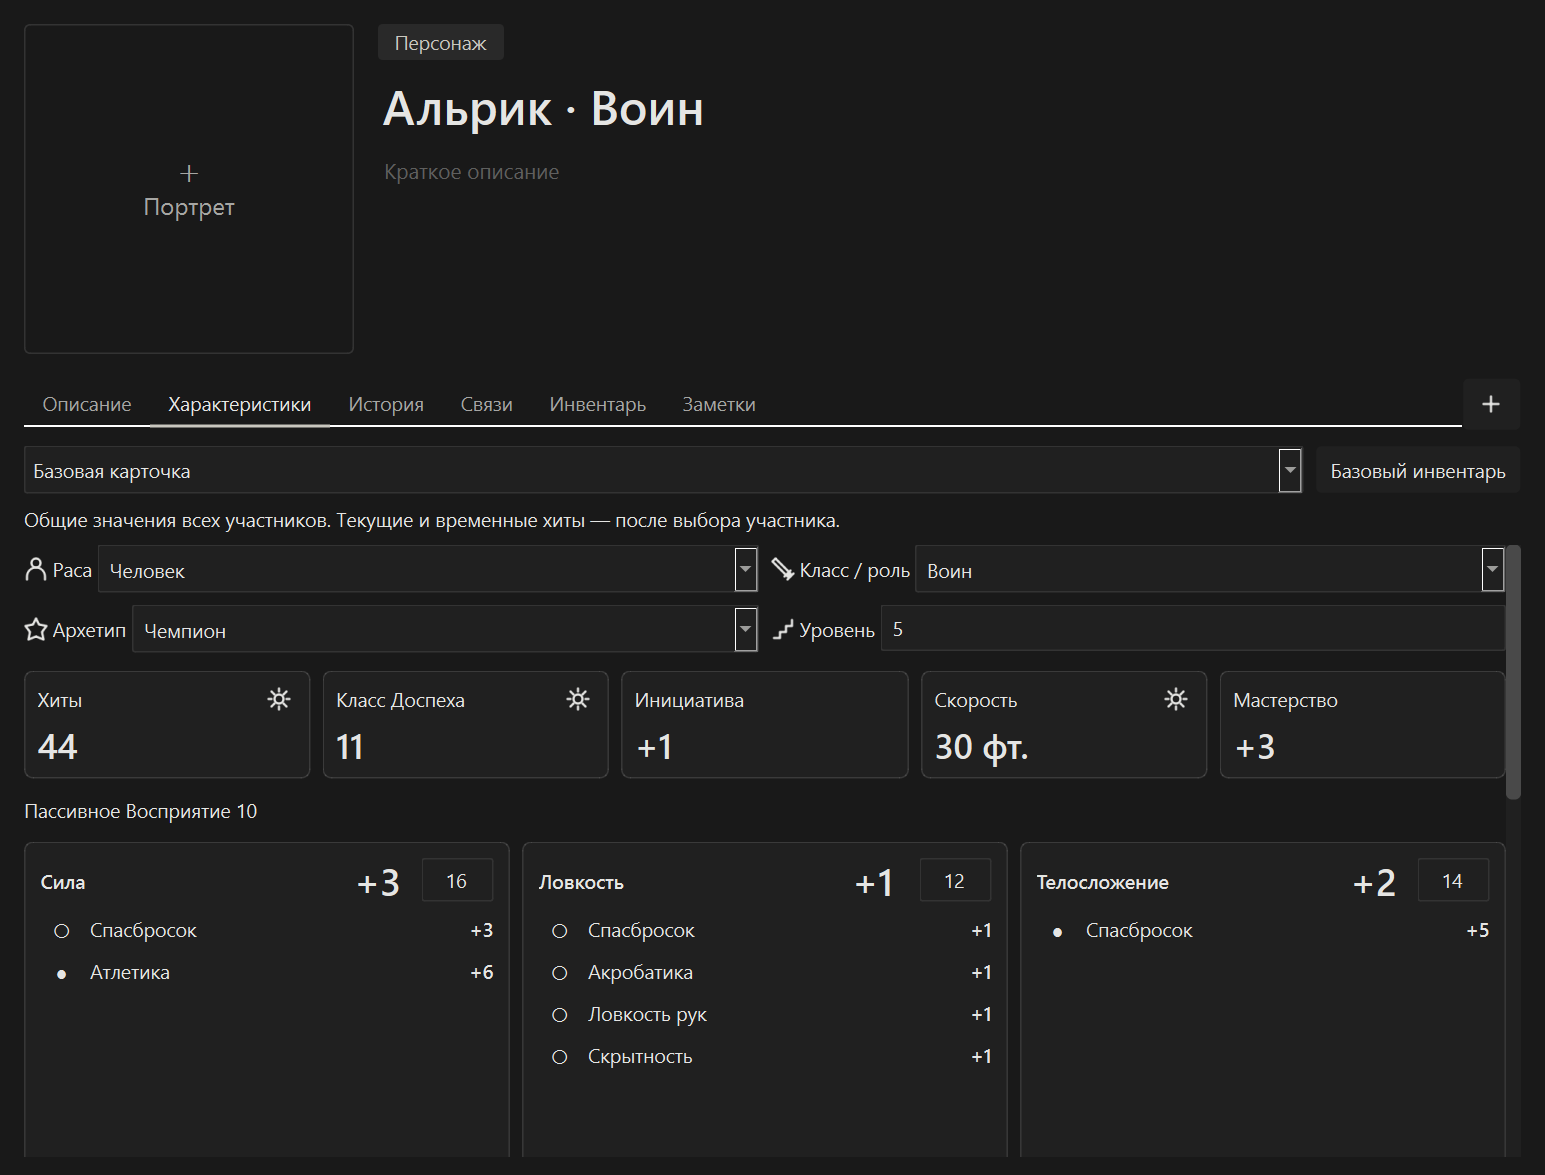 Персонаж
Альрик · Воин
Краткое описание
+
Портрет
Описание Характеристики История Связи Инвентарь Заметки +
Базовая карточка Базовый инвентарь
Общие значения всех участников. Текущие и временные хиты — после выбора участника.
Раса Человек Класс / роль Воин
Архетип Чемпион Уровень 5
Хиты Класс Доспеха Инициатива Скорость Мастерство
44 11 +1 30 фт. +3
Пассивное Восприятие 10
Сила +3 16 Ловкость +1 12 Телосложение +2 14
Спасбросок +3 Спасбросок +1 Спасбросок +5
Атлетика +6 Акробатика +1
Ловкость рук +1
Скрытность +1